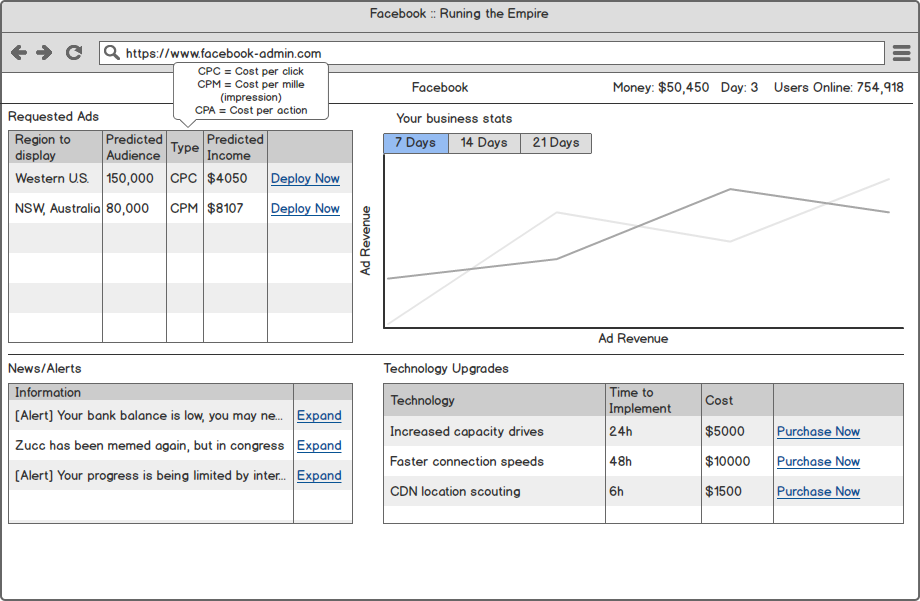 Facebook :: Runing the Empire
https://www.facebook-admin.com
CPC = Cost per click
CPM = Cost per mille
(impression)
CPA = Cost per action
Facebook
Money: $50,450 Day: 3 Users Online: 754,918
Requested Ads
Region to display Predicted Audience Type Predicted Income
Western U.S. 150,000 CPC $4050 Deploy Now
NSW, Australia 80,000 CPM $8107 Deploy Now
Your business stats
7 Days 14 Days 21 Days
Ad Revenue
Ad Revenue
News/Alerts
Information
[Alert] Your bank balance is low, you may ne... Expand
Zucc has been memed again, but in congress Expand
[Alert] Your progress is being limited by inter... Expand
Technology Upgrades
Technology Time to Implement Cost
Increased capacity drives 24h $5000 Purchase Now
Faster connection speeds 48h $10000 Purchase Now
CDN location scouting 6h $1500 Purchase Now